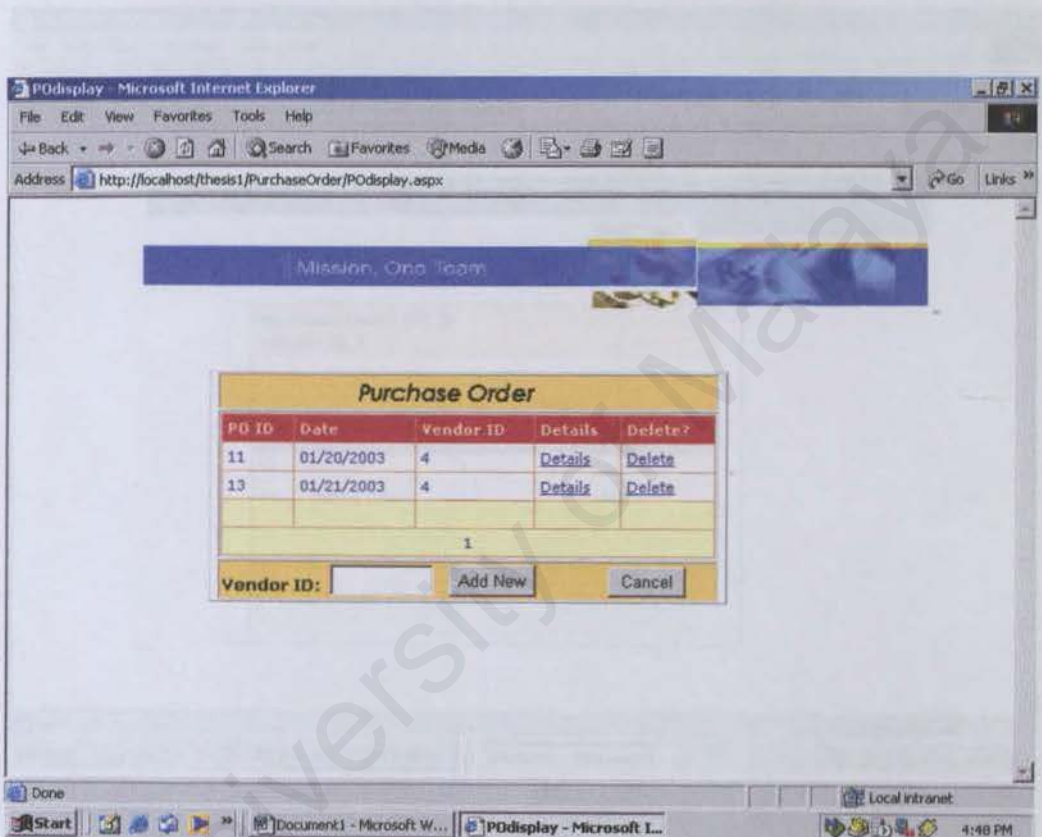 POdisplay - Microsoft Internet Explorer
File Edit View Favorites Tools Help
Back Search Favorites Media
Address http://localhost/thesis1/PurchaseOrder/POdisplay.aspx Go Links »
Mission, One Team
Purchase Order
PO ID Date Vendor ID Details Delete?
11 01/20/2003 4 Details Delete
13 01/21/2003 4 Details Delete
1
Vendor ID: Add New Cancel
Done Local intranet
Start » Document1 - Microsoft W... POdisplay - Microsoft I... 4:48 PM
University of Malaya